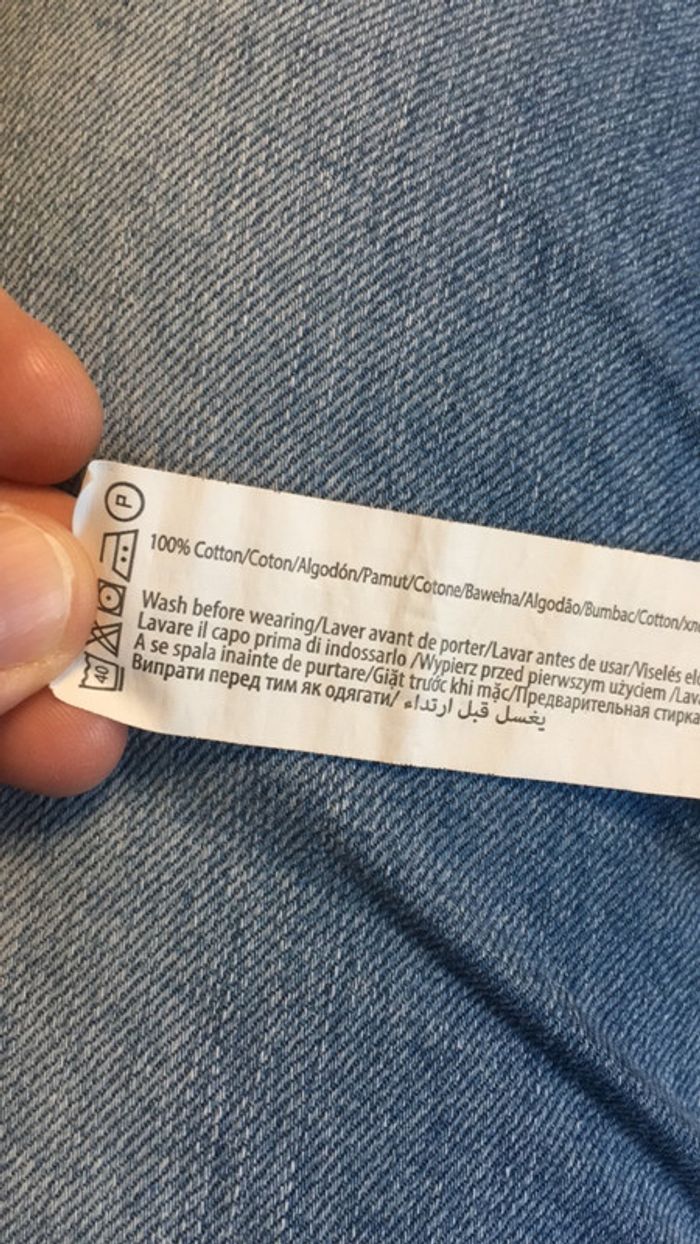 P
40
100% Cotton/Coton/Algodón/Pamut/Cotone/Bawełna/Algodão/Bumbac/Cotton/
Wash before wearing/Laver avant de porter/Lavar antes de usar/Viselés
Lavare il capo prima di indossarlo /Wypierz przed pierwszym użyciem
A se spala inainte de purtare/Giặt trước khi mặc/Предварительная стирка
Випрати перед тим як одягати/ يغسل قبل ارتداء